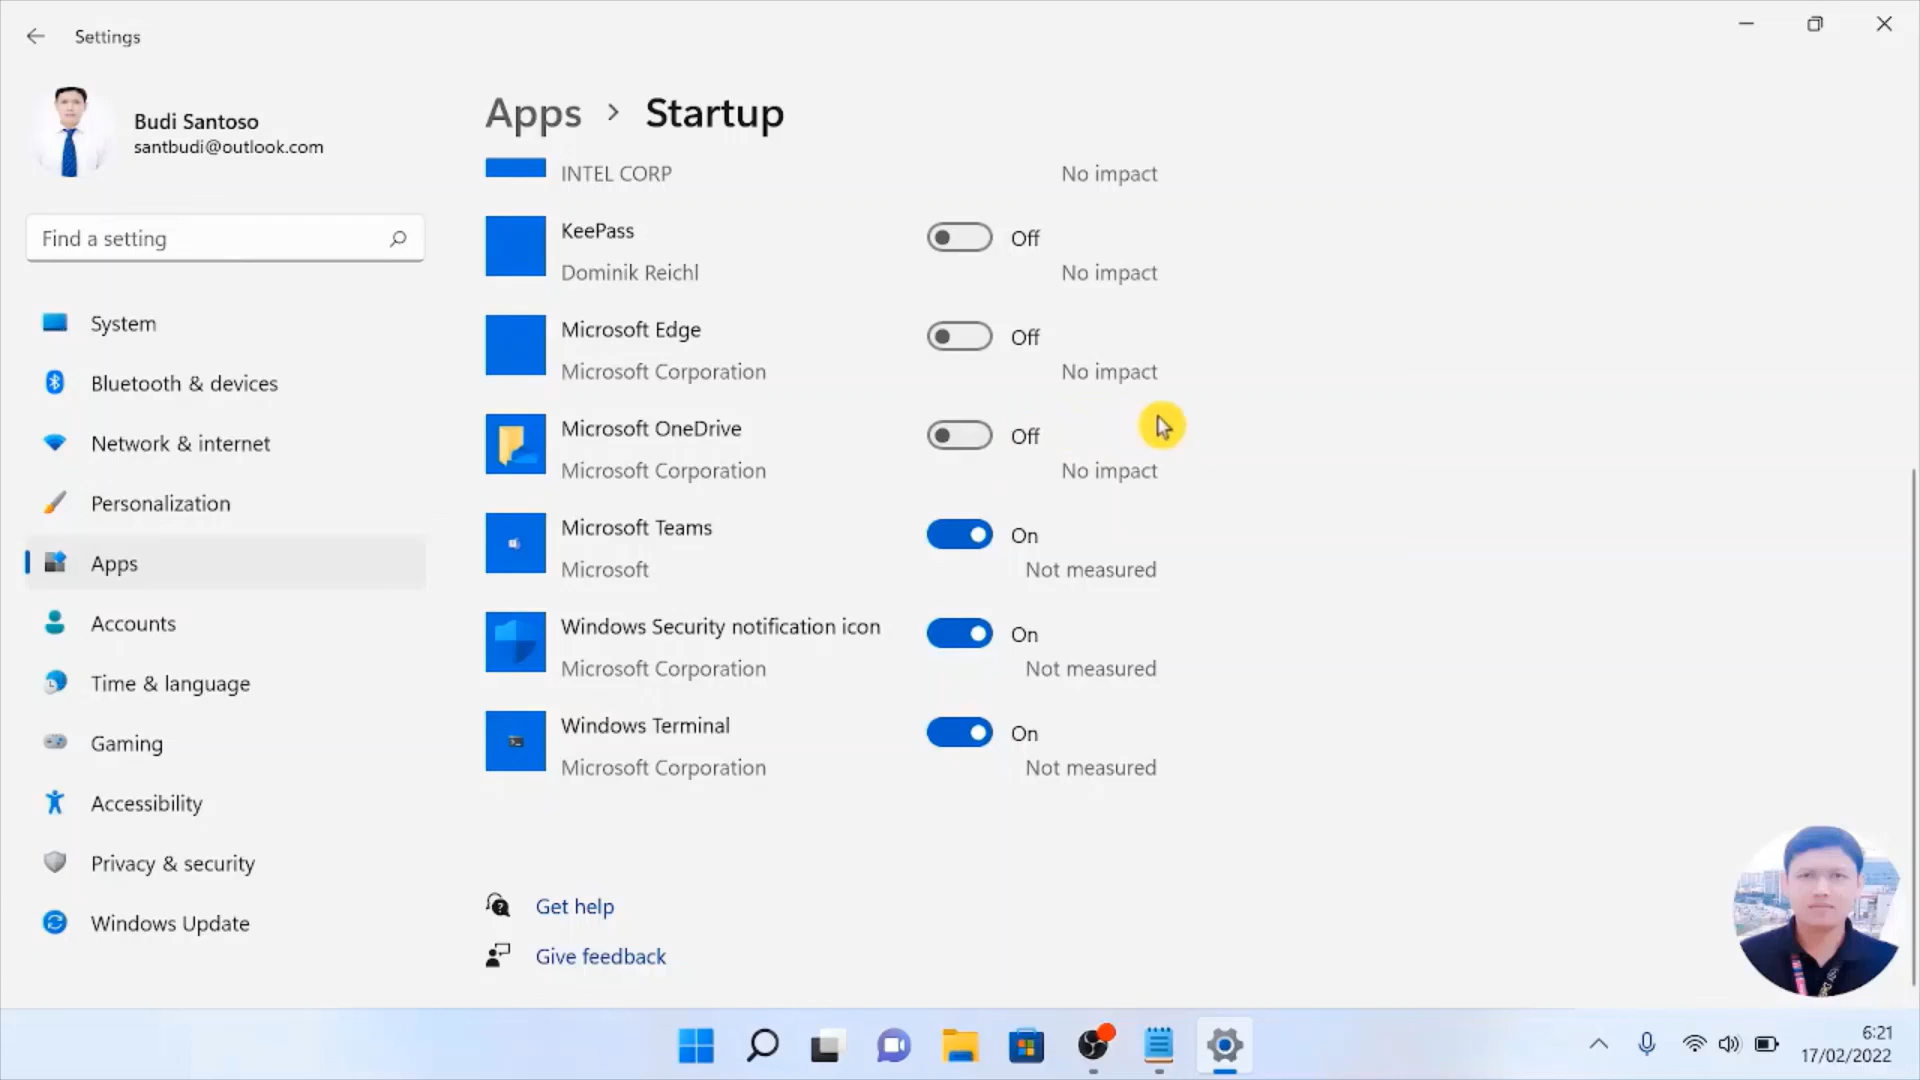 Settings
Budi Santoso
santbudi@outlook.com
Find a setting
System
Bluetooth & devices
Network & internet
Personalization
Apps
Accounts
Time & language
Gaming
Accessibility
Privacy & security
Windows Update
Apps > Startup
INTEL CORP
No impact
KeePass
Off
Dominik Reichl
No impact
Microsoft Edge
Off
Microsoft Corporation
No impact
Microsoft OneDrive
Off
Microsoft Corporation
No impact
Microsoft Teams
On
Microsoft
Not measured
Windows Security notification icon
On
Microsoft Corporation
Not measured
Windows Terminal
On
Microsoft Corporation
Not measured
Get help
Give feedback
6:21
17/02/2022